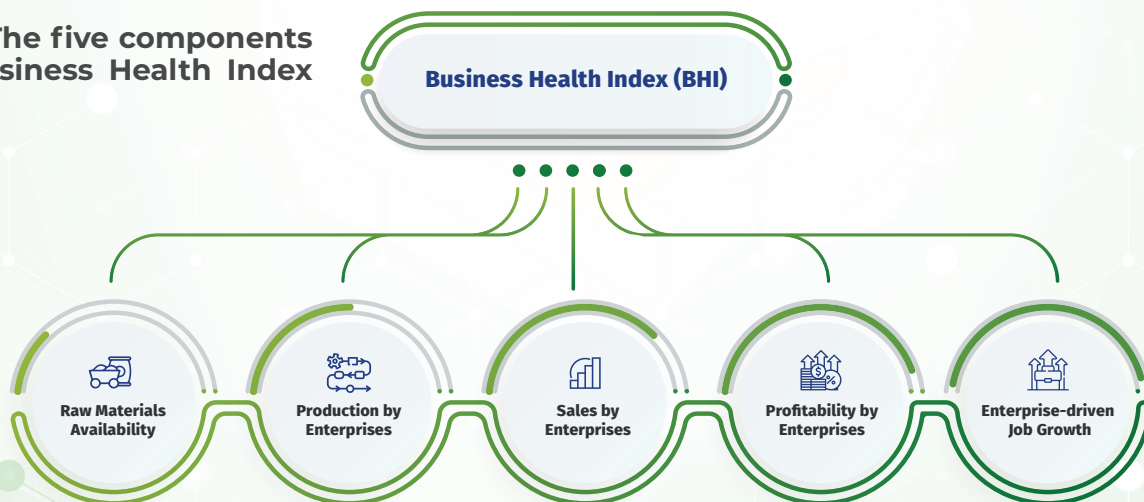 The five components
siness Health Index
Business Health Index (BHI)
Raw Materials
Availability
Production by
Enterprises
Sales by
Enterprises
Profitability by
Enterprises
Enterprise-driven
Job Growth